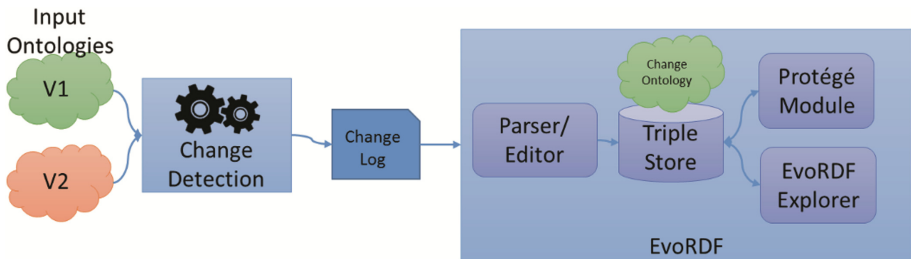 Input
Ontologies
V1
V2
Change
Detection
Change
Log
Parser/
Editor
Change
Ontology
Triple
Store
Protégé
Module
EvoRDF
Explorer
EvoRDF